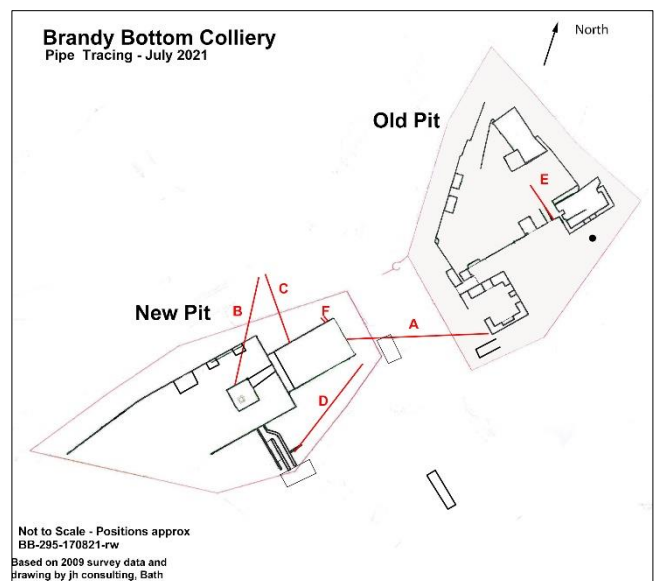 Brandy Bottom Colliery
Pipe Tracing - July 2021
North
Old Pit
E
C
B
New Pit
F
A
D
Not to Scale - Positions approx
BB-295-170821-rw
Based on 2009 survey data and
drawing by jh consulting, Bath